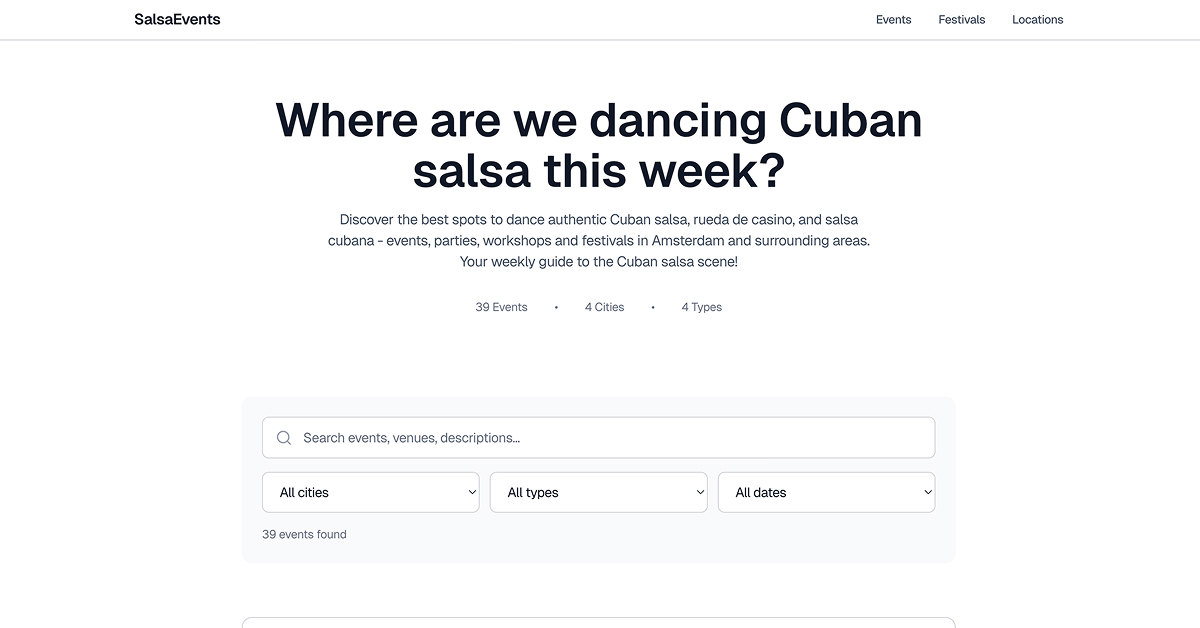 SalsaEvents
Events Festivals Locations
Where are we dancing Cuban
salsa this week?
Discover the best spots to dance authentic Cuban salsa, rueda de casino, and salsa
cubana - events, parties, workshops and festivals in Amsterdam and surrounding areas.
Your weekly guide to the Cuban salsa scene!
39 Events • 4 Cities • 4 Types
Search events, venues, descriptions...
All cities All types All dates
39 events found